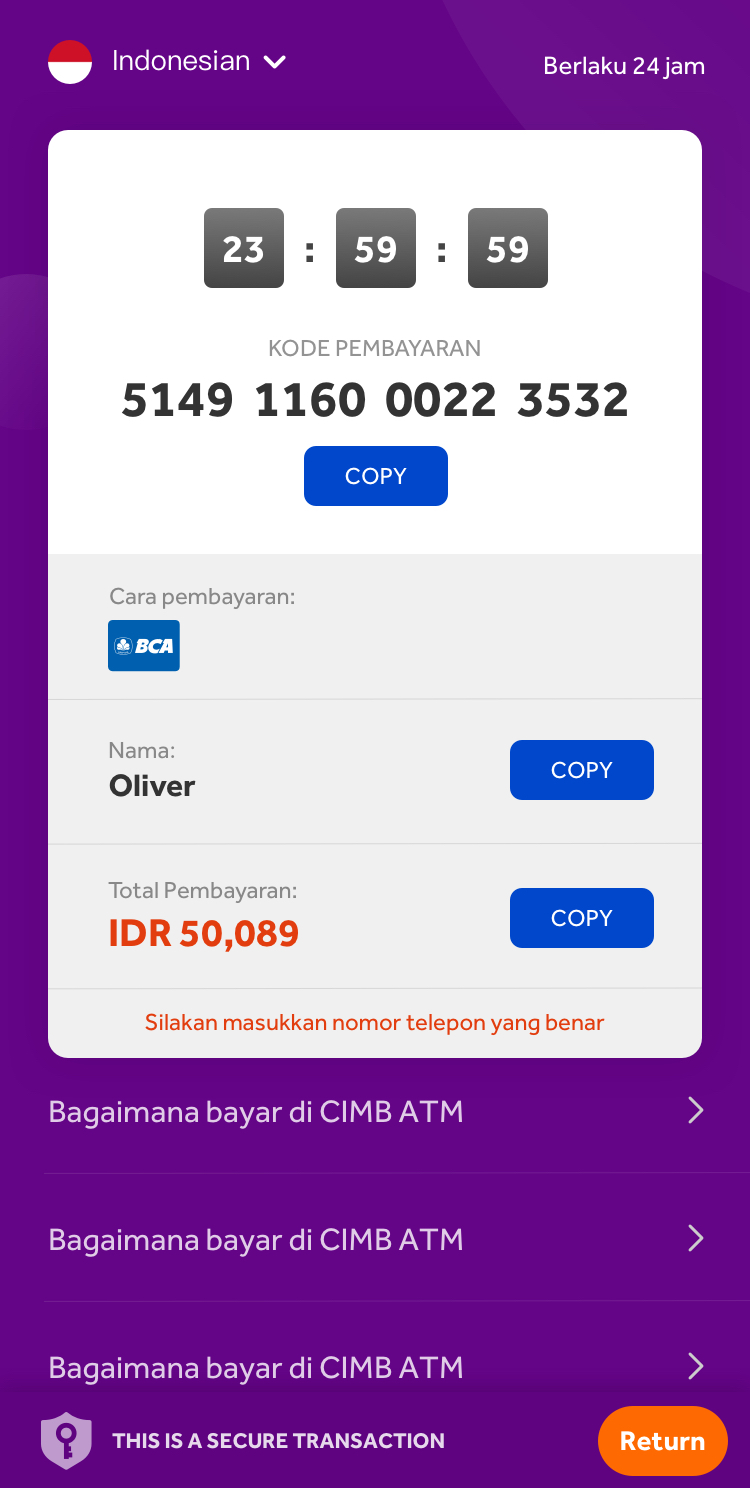 Indonesian
Berlaku 24 jam
23 : 59 : 59
KODE PEMBAYARAN
5149 1160 0022 3532
COPY
Cara pembayaran:
BCA
Nama:
Oliver
COPY
Total Pembayaran:
IDR 50,089
COPY
Silakan masukkan nomor telepon yang benar
Bagaimana bayar di CIMB ATM
Bagaimana bayar di CIMB ATM
Bagaimana bayar di CIMB ATM
THIS IS A SECURE TRANSACTION
Return